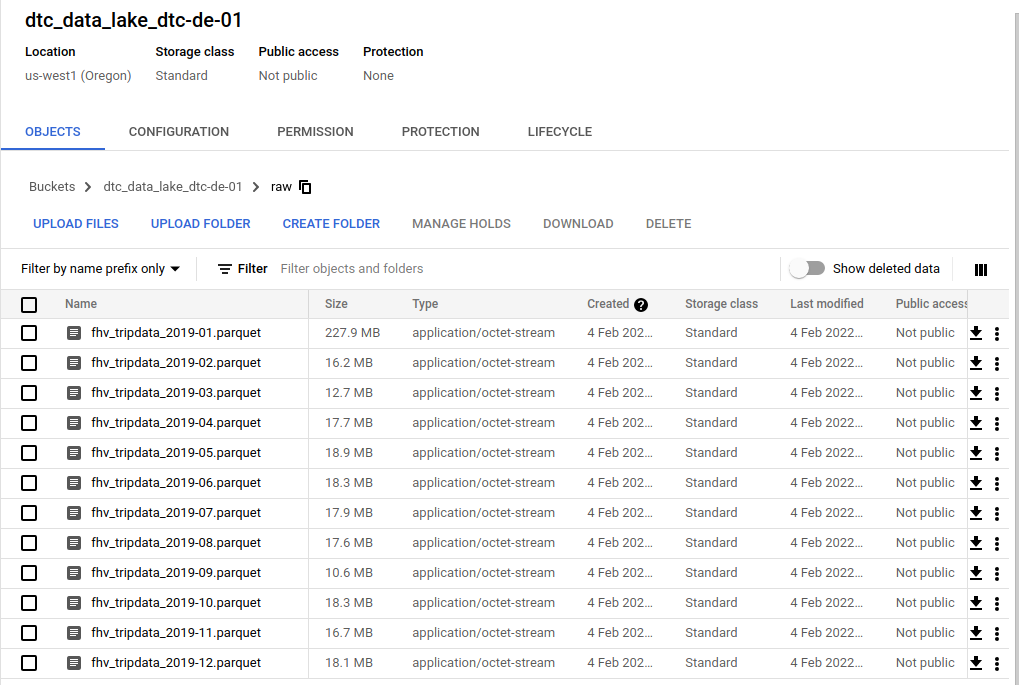 dtc_data_lake_dtc-de-01
Location Storage class Public access Protection
us-west1 (Oregon) Standard Not public None
OBJECTS CONFIGURATION PERMISSION PROTECTION LIFECYCLE
Buckets dtc_data_lake_dtc-de-01 raw
UPLOAD FILES UPLOAD FOLDER CREATE FOLDER MANAGE HOLDS DOWNLOAD DELETE
Filter by name prefix only Filter Filter objects and folders Show deleted data
Name Size Type Created ? Storage class Last modified Public access
fhv_tripdata_2019-01.parquet 227.9 MB application/octet-stream 4 Feb 202... Standard 4 Feb 2022... Not public
fhv_tripdata_2019-02.parquet 16.2 MB application/octet-stream 4 Feb 202... Standard 4 Feb 2022... Not public
fhv_tripdata_2019-03.parquet 12.7 MB application/octet-stream 4 Feb 202... Standard 4 Feb 2022... Not public
fhv_tripdata_2019-04.parquet 17.7 MB application/octet-stream 4 Feb 202... Standard 4 Feb 2022... Not public
fhv_tripdata_2019-05.parquet 18.9 MB application/octet-stream 4 Feb 202... Standard 4 Feb 2022... Not public
fhv_tripdata_2019-06.parquet 18.3 MB application/octet-stream 4 Feb 202... Standard 4 Feb 2022... Not public
fhv_tripdata_2019-07.parquet 17.9 MB application/octet-stream 4 Feb 202... Standard 4 Feb 2022... Not public
fhv_tripdata_2019-08.parquet 17.6 MB application/octet-stream 4 Feb 202... Standard 4 Feb 2022... Not public
fhv_tripdata_2019-09.parquet 10.6 MB application/octet-stream 4 Feb 202... Standard 4 Feb 2022... Not public
fhv_tripdata_2019-10.parquet 18.3 MB application/octet-stream 4 Feb 202... Standard 4 Feb 2022... Not public
fhv_tripdata_2019-11.parquet 16.7 MB application/octet-stream 4 Feb 202... Standard 4 Feb 2022... Not public
fhv_tripdata_2019-12.parquet 18.1 MB application/octet-stream 4 Feb 202... Standard 4 Feb 2022... Not public